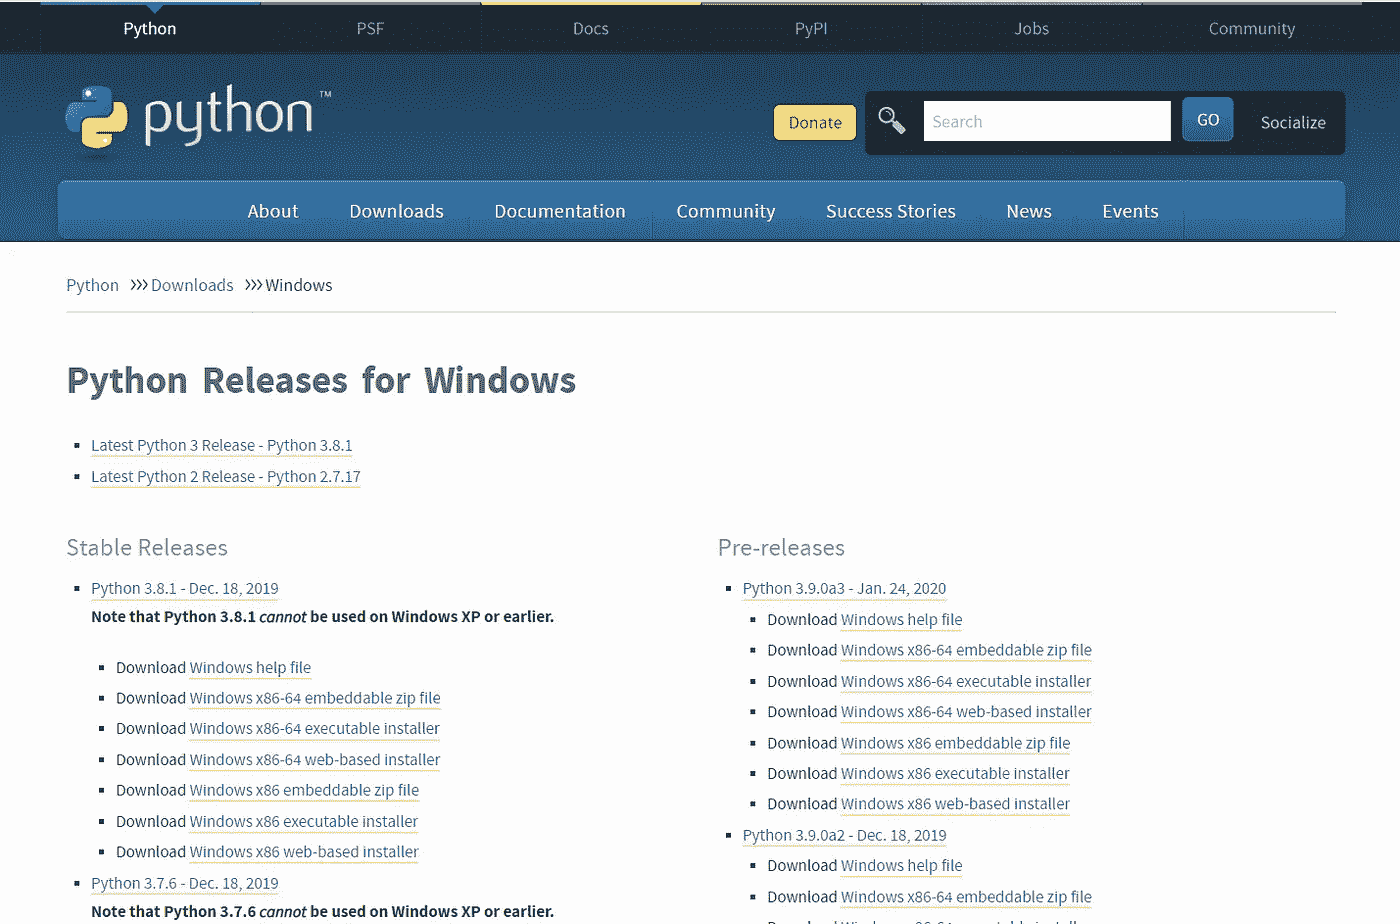 Python PSF Docs PyPI Jobs Community
python™
Donate Search GO Socialize
About Downloads Documentation Community Success Stories News Events
Python >>> Downloads >>> Windows
Python Releases for Windows
Latest Python 3 Release - Python 3.8.1
Latest Python 2 Release - Python 2.7.17
Stable Releases
Python 3.8.1 - Dec. 18, 2019
Note that Python 3.8.1 cannot be used on Windows XP or earlier.
Download Windows help file
Download Windows x86-64 embeddable zip file
Download Windows x86-64 executable installer
Download Windows x86-64 web-based installer
Download Windows x86 embeddable zip file
Download Windows x86 executable installer
Download Windows x86 web-based installer
Python 3.7.6 - Dec. 18, 2019
Note that Python 3.7.6 cannot be used on Windows XP or earlier.
Pre-releases
Python 3.9.0a3 - Jan. 24, 2020
Download Windows help file
Download Windows x86-64 embeddable zip file
Download Windows x86-64 executable installer
Download Windows x86-64 web-based installer
Download Windows x86 embeddable zip file
Download Windows x86 executable installer
Download Windows x86 web-based installer
Python 3.9.0a2 - Dec. 18, 2019
Download Windows help file
Download Windows x86-64 embeddable zip file